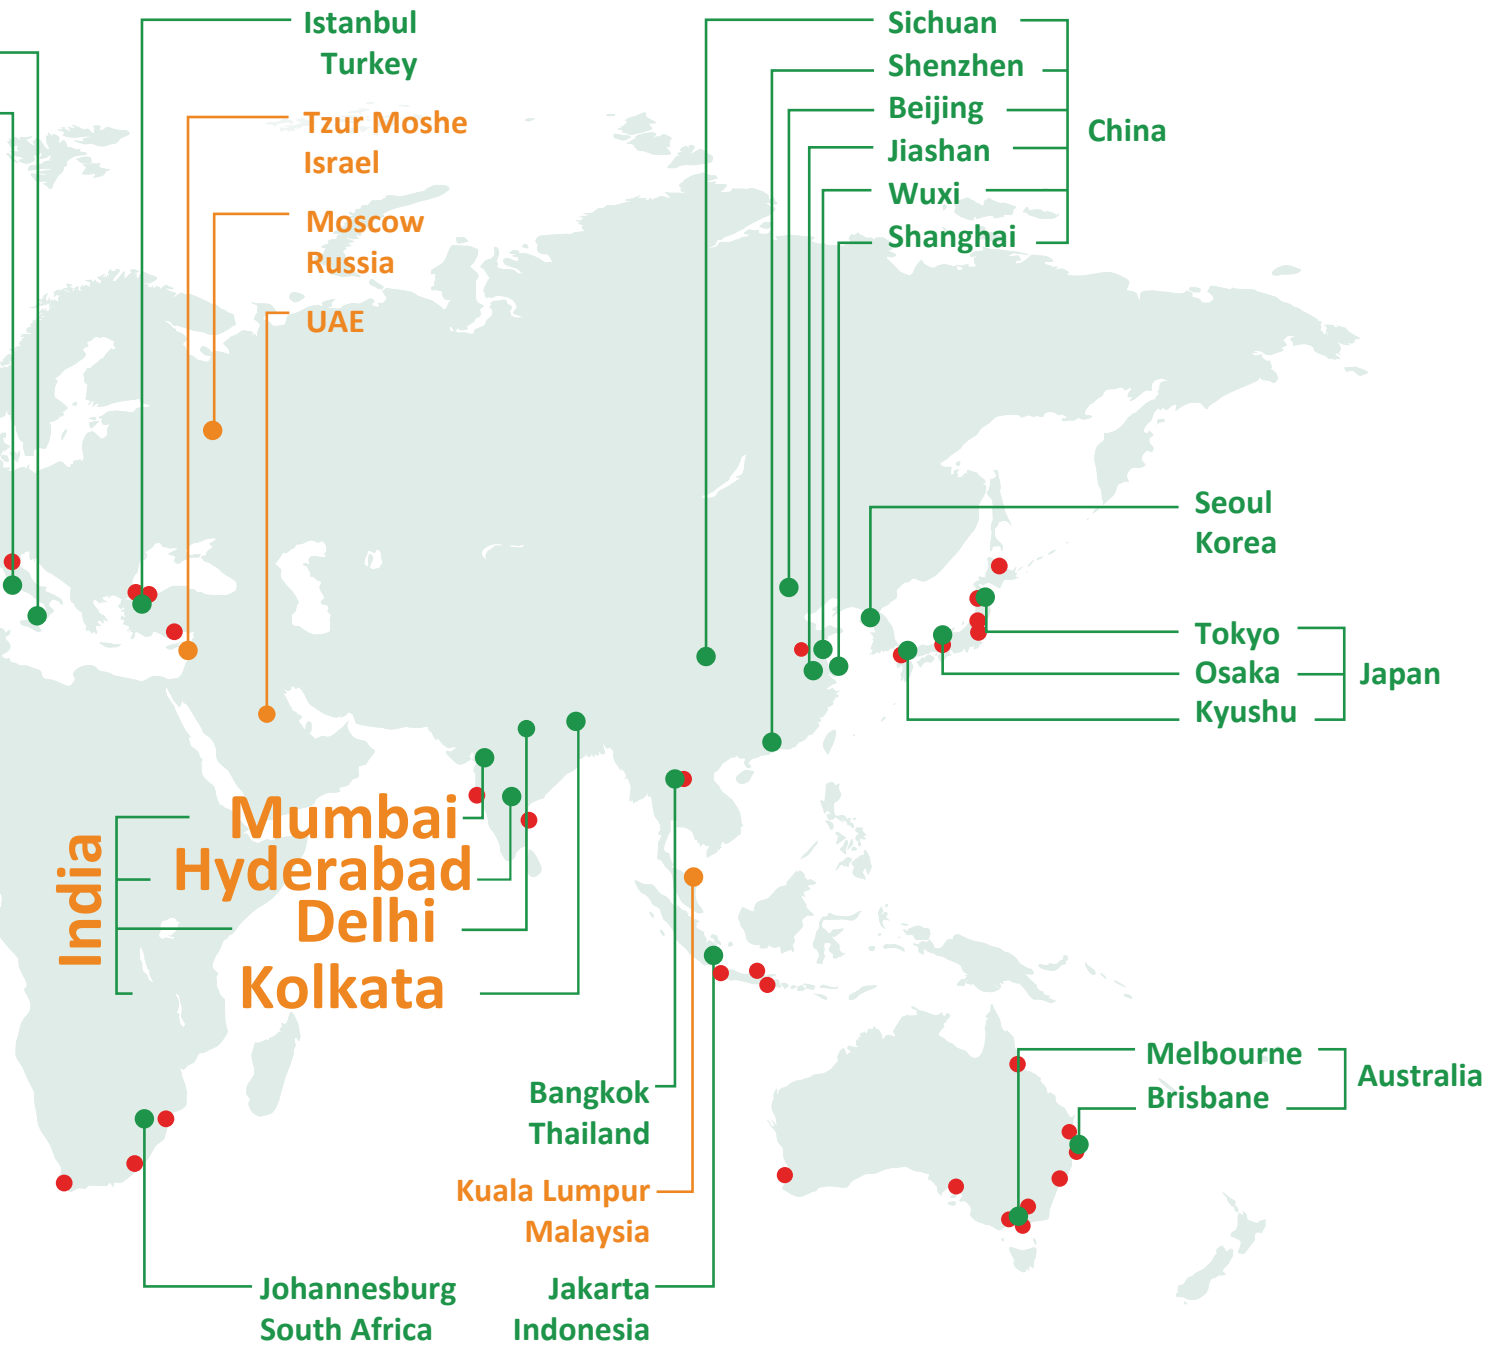 Istanbul
Turkey
Tzur Moshe
Israel
Moscow
Russia
UAE
Sichuan
Shenzhen
Beijing
Jiashan
Wuxi
Shanghai
China
Seoul
Korea
Tokyo
Osaka
Kyushu
Japan
India
Mumbai
Hyderabad
Delhi
Kolkata
Bangkok
Thailand
Kuala Lumpur
Malaysia
Jakarta
Indonesia
Johannesburg
South Africa
Melbourne
Brisbane
Australia